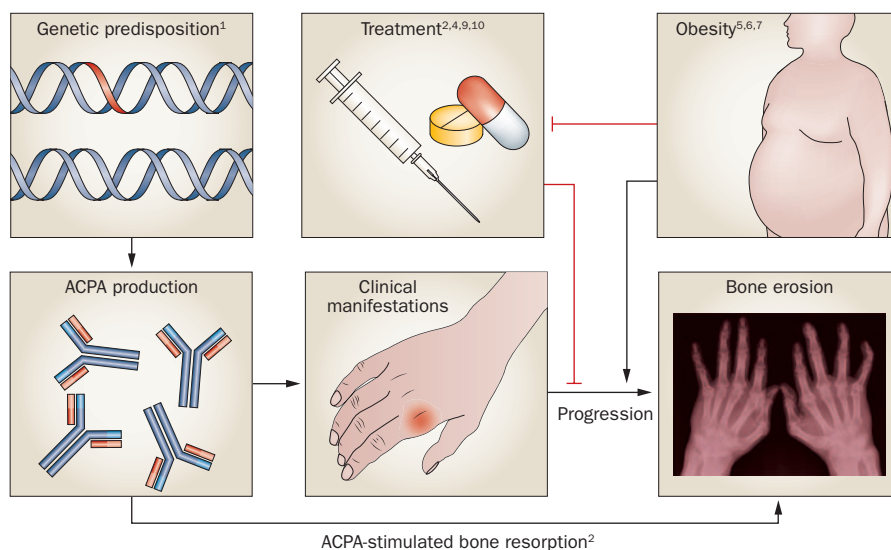 Genetic predisposition¹
Treatment²,⁴,⁹,¹⁰
Obesity⁵,⁶,⁷
ACPA production
Clinical
manifestations
Bone erosion
Progression
ACPA-stimulated bone resorption²